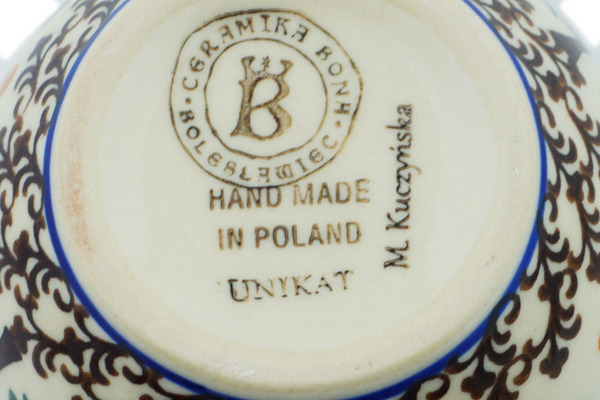 CERAMIKA BONA
BOLESŁAWIEC
B
HAND MADE
IN POLAND
UNIKAT
M Kuczyńska